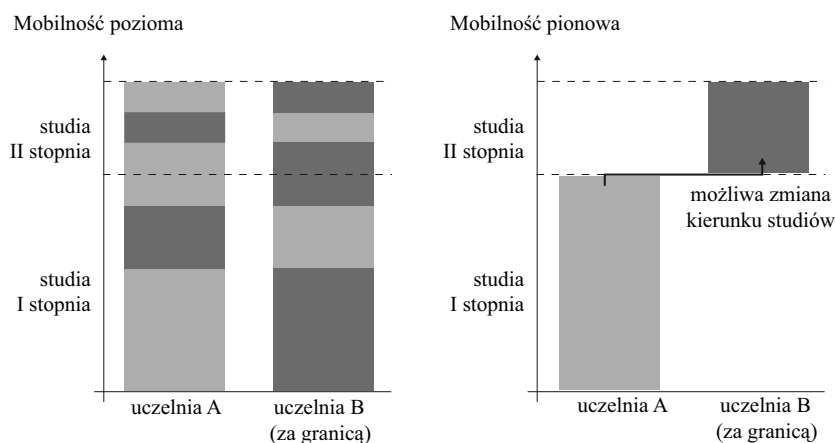 Mobilność pozioma
studia
II stopnia
studia
I stopnia
uczelnia A
uczelnia B
(za granicą)
Mobilność pionowa
studia
II stopnia
możliwa zmiana
kierunku studiów
studia
I stopnia
uczelnia A
uczelnia B
(za granicą)